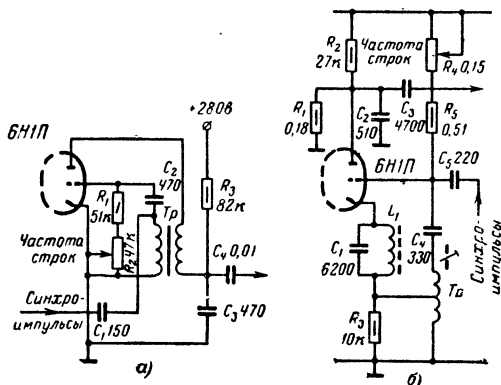 6Н1П
C2
470
R1
51к
Частота
строк
R2 47к
Синхро-
импульсы
C1 150
Тр
+280в
R3
82к
C4 0,01
C3 470
а)
R2
27к
Частота
строк
R4 0,15
R1
0,18
C2
510
C3
4700
R5
0,51
6Н1П
C5 220
L1
C1
6200
C4
330
Синхро-
импульсы
R3
10к
б)